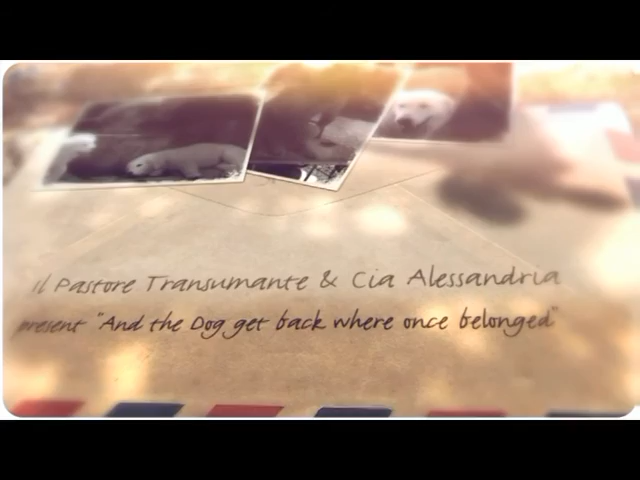 Il Pastore Transumante & Cia Alessandria
present "And the Dog get back where once belonged"